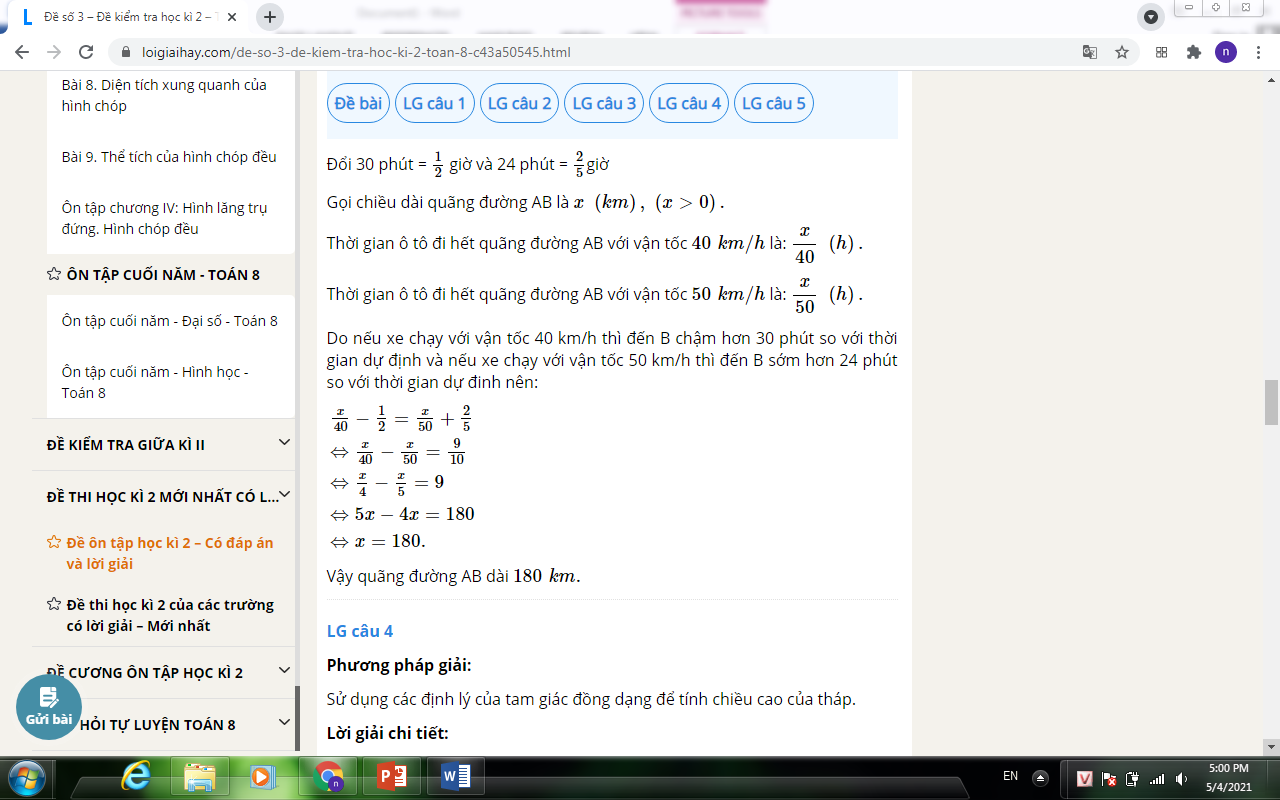 Đề số 3 – Đề kiểm tra học kì 2 – T
loigiaihay.com/de-so-3-de-kiem-tra-hoc-ki-2-toan-8-c43a50545.html
n
Bài 8. Diện tích xung quanh của
hình chóp
Bài 9. Thể tích của hình chóp đều
Ôn tập chương IV: Hình lăng trụ
đứng. Hình chóp đều
ÔN TẬP CUỐI NĂM - TOÁN 8
Ôn tập cuối năm - Đại số - Toán 8
Ôn tập cuối năm - Hình học -
Toán 8
ĐỀ KIỂM TRA GIỮA KÌ II
ĐỀ THI HỌC KÌ 2 MỚI NHẤT CÓ L...
Đề ôn tập học kì 2 – Có đáp án
và lời giải
Đề thi học kì 2 của các trường
có lời giải – Mới nhất
ĐỀ CƯƠNG ÔN TẬP HỌC KÌ 2
HỎI TỰ LUYỆN TOÁN 8
Gửi bài
Đề bài LG câu 1 LG câu 2 LG câu 3 LG câu 4 LG câu 5
Đổi 30 phút = 1/2 giờ và 24 phút = 2/5 giờ
Gọi chiều dài quãng đường AB là x (km), (x > 0).
Thời gian ô tô đi hết quãng đường AB với vận tốc 40 km/h là: x/40 (h).
Thời gian ô tô đi hết quãng đường AB với vận tốc 50 km/h là: x/50 (h).
Do nếu xe chạy với vận tốc 40 km/h thì đến B chậm hơn 30 phút so với thời
gian dự định và nếu xe chạy với vận tốc 50 km/h thì đến B sớm hơn 24 phút
so với thời gian dự đinh nên:
x/40 − 1/2 = x/50 + 2/5
⇔ x/40 − x/50 = 9/10
⇔ x/4 − x/5 = 9
⇔ 5x − 4x = 180
⇔ x = 180.
Vậy quãng đường AB dài 180 km.
LG câu 4
Phương pháp giải:
Sử dụng các định lý của tam giác đồng dạng để tính chiều cao của tháp.
Lời giải chi tiết:
EN
5:00 PM
5/4/2021